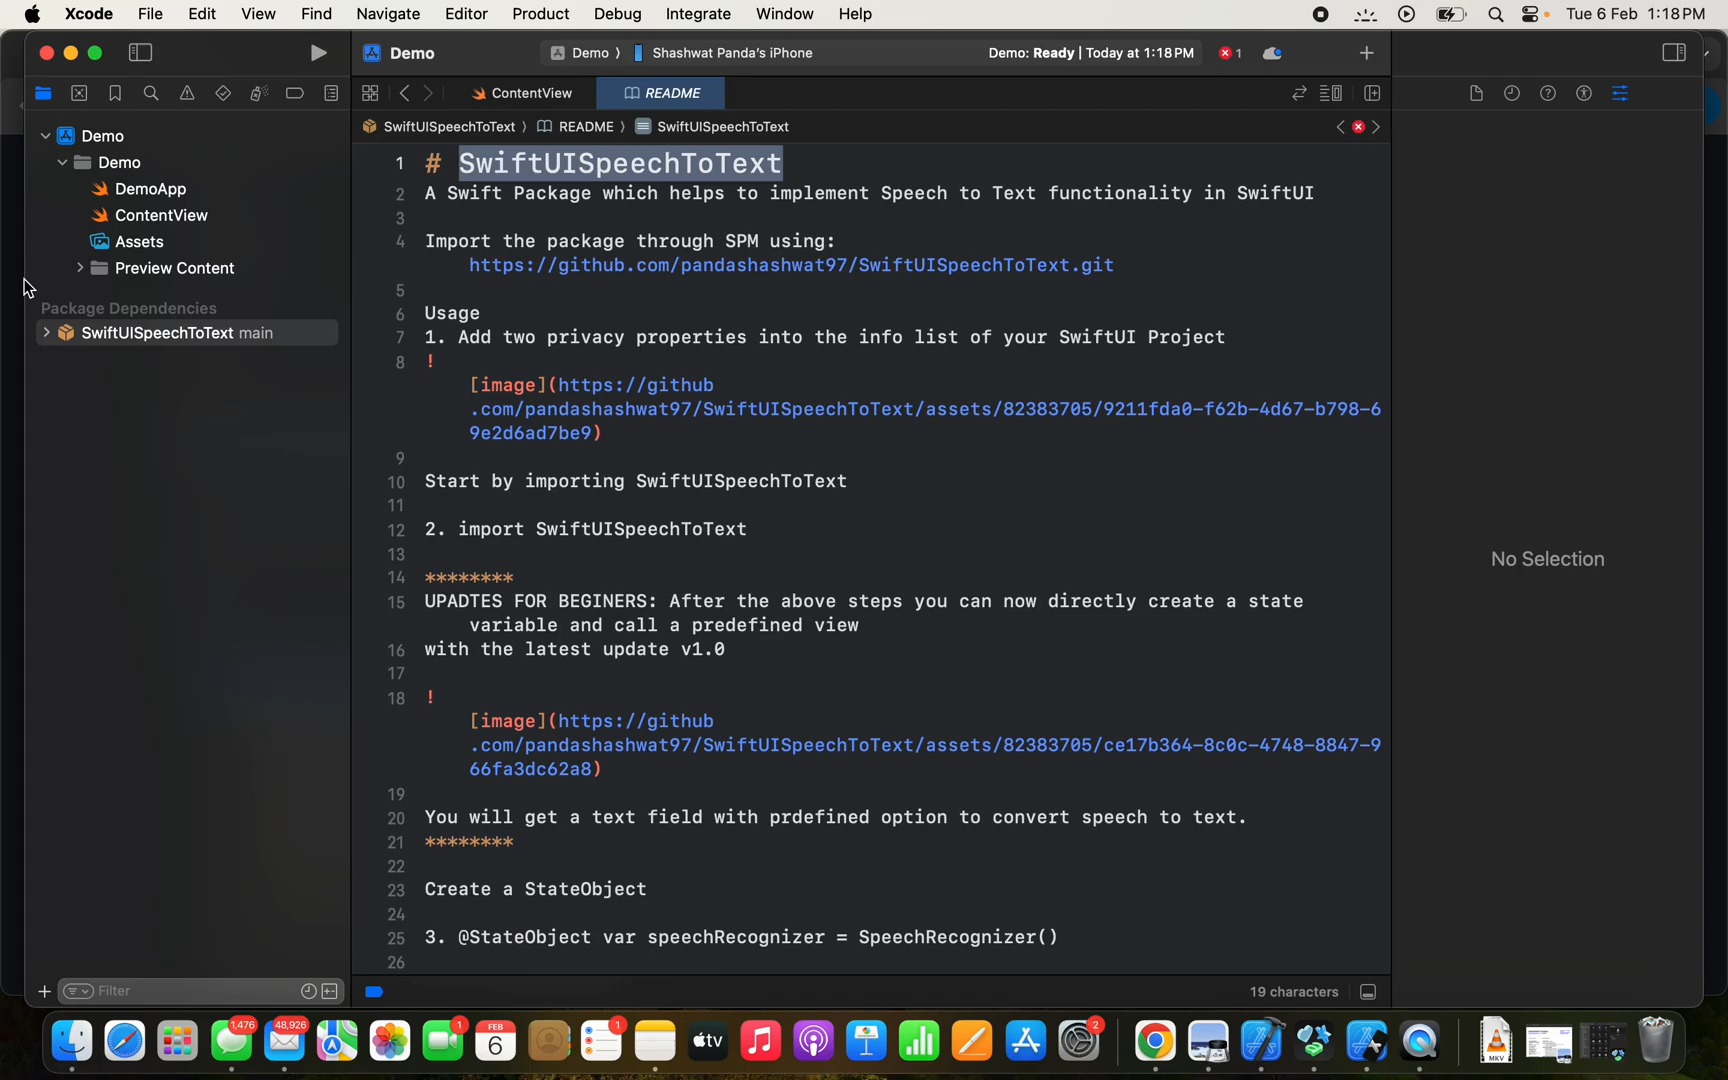 Xcode File Edit View Find Navigate Editor Product Debug Integrate Window Help Tue 6 Feb 1:18 PM
Demo Demo ⟩ Shashwat Panda's iPhone Demo: Ready | Today at 1:18 PM 1
ContentView README
SwiftUISpeechToText ⟩ README ⟩ SwiftUISpeechToText
Demo
Demo
DemoApp
ContentView
Assets
Preview Content
Package Dependencies
SwiftUISpeechToText main
Filter
1 # SwiftUISpeechToText
2 A Swift Package which helps to implement Speech to Text functionality in SwiftUI
3
4 Import the package through SPM using:
https://github.com/pandashashwat97/SwiftUISpeechToText.git
5
6 Usage
7 1. Add two privacy properties into the info list of your SwiftUI Project
8 !
[image](https://github
.com/pandashashwat97/SwiftUISpeechToText/assets/82383705/9211fda0-f62b-4d67-b798-6
9e2d6ad7be9)
9
10 Start by importing SwiftUISpeechToText
11
12 2. import SwiftUISpeechToText
13
14 ********
15 UPADTES FOR BEGINERS: After the above steps you can now directly create a state
variable and call a predefined view
16 with the latest update v1.0
17
18 !
[image](https://github
.com/pandashashwat97/SwiftUISpeechToText/assets/82383705/ce17b364-8c0c-4748-8847-9
66fa3dc62a8)
19
20 You will get a text field with prdefined option to convert speech to text.
21 ********
22
23 Create a StateObject
24
25 3. @StateObject var speechRecognizer = SpeechRecognizer()
26
19 characters
No Selection
1,476 48,926 1 FEB 6 1 tv 2 MKV